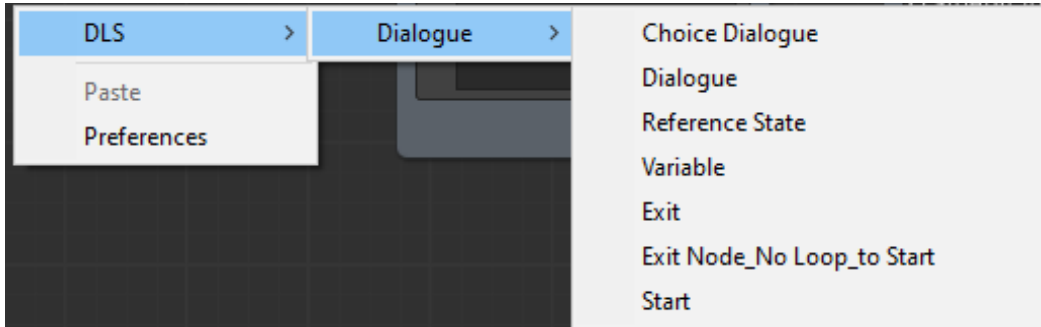 DLS
Dialogue
Choice Dialogue
Dialogue
Reference State
Variable
Exit
Exit Node_No Loop_to Start
Start
Paste
Preferences